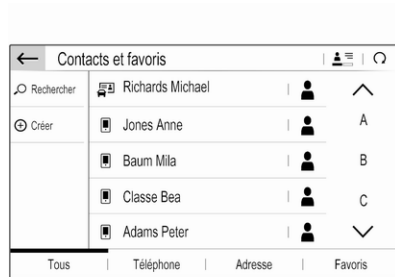 Contacts et favoris
Rechercher
Richards Michael
A
Créer
Jones Anne
B
Baum Mila
C
Classe Bea
Adams Peter
Tous
Téléphone
Adresse
Favoris